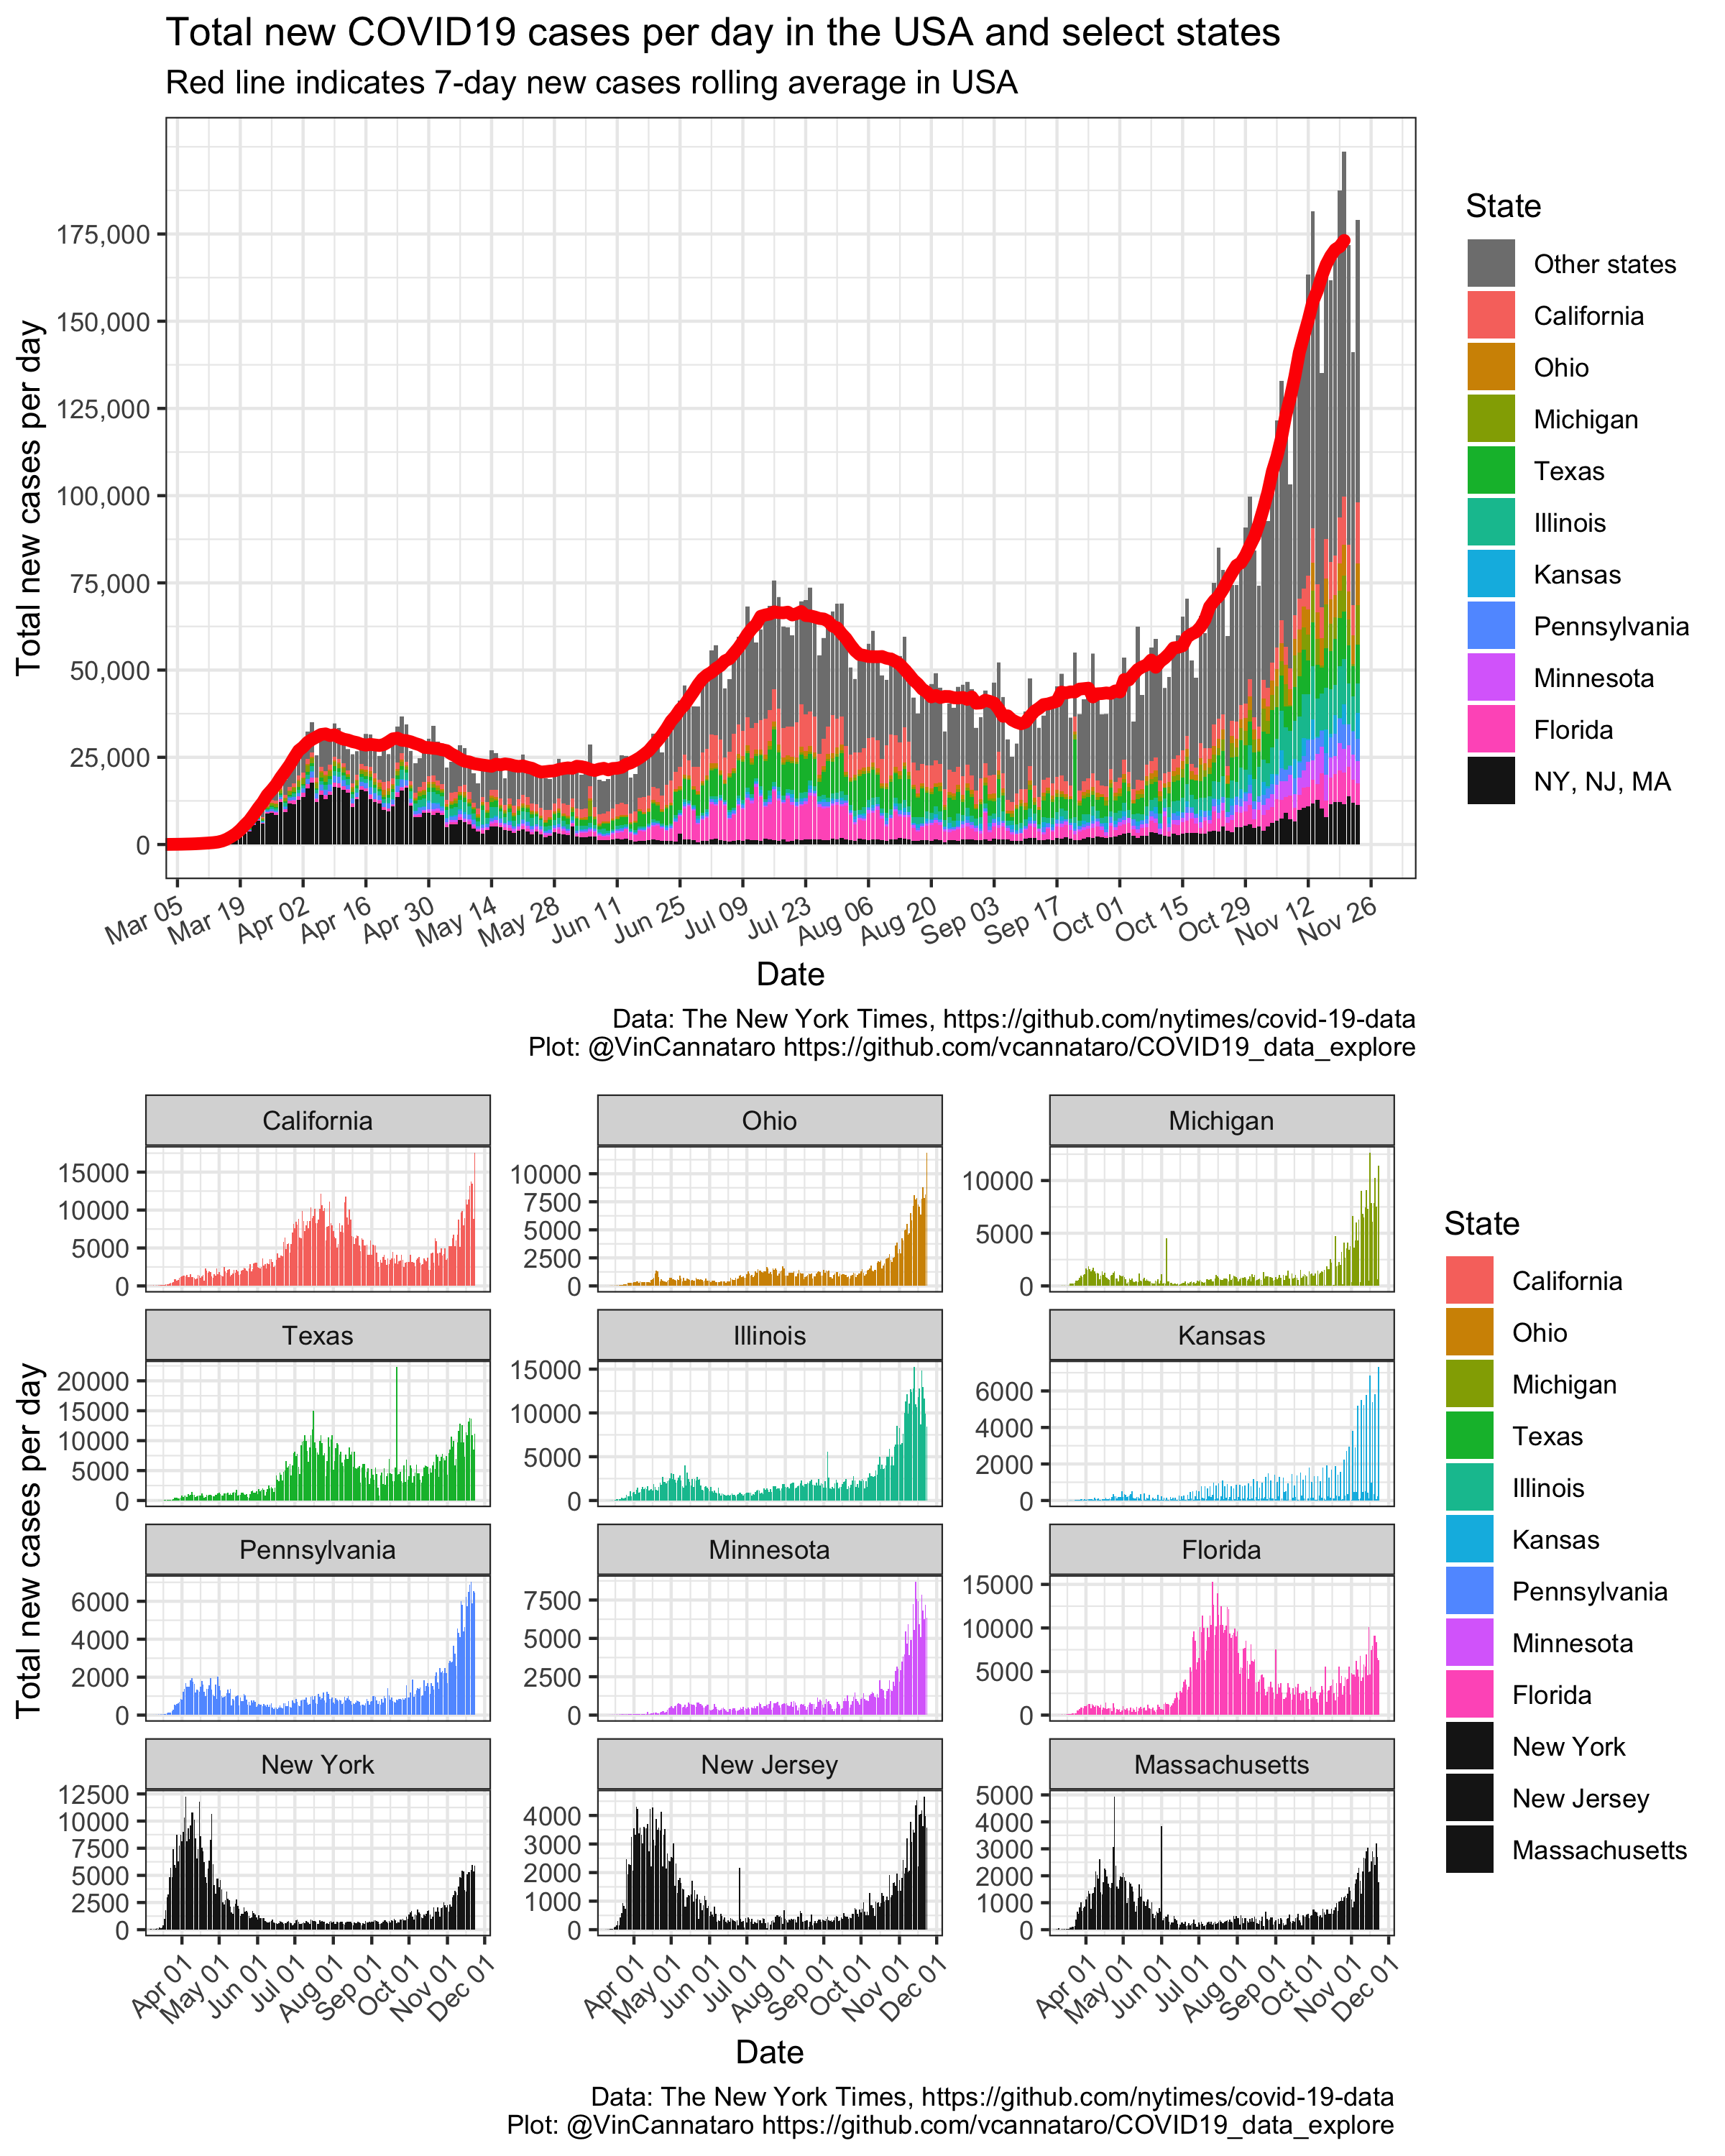 Total new COVID19 cases per day in the USA and select states
Red line indicates 7-day new cases rolling average in USA
Total new cases per day
175,000
150,000
125,000
100,000
75,000
50,000
25,000
0
Mar 05
Mar 19
Apr 02
Apr 16
Apr 30
May 14
May 28
Jun 11
Jun 25
Jul 09
Jul 23
Aug 06
Aug 20
Sep 03
Sep 17
Oct 01
Oct 15
Oct 29
Nov 12
Nov 26
Date
State
Other states
California
Ohio
Michigan
Texas
Illinois
Kansas
Pennsylvania
Minnesota
Florida
NY, NJ, MA
Data: The New York Times, https://github.com/nytimes/covid-19-data
Plot: @VinCannataro https://github.com/vcannataro/COVID19_data_explore
Total new cases per day
California
15000
10000
5000
0
Ohio
10000
7500
5000
2500
0
Michigan
10000
5000
0
Texas
20000
15000
10000
5000
0
Illinois
15000
10000
5000
0
Kansas
6000
4000
2000
0
Pennsylvania
6000
4000
2000
0
Minnesota
7500
5000
2500
0
Florida
15000
10000
5000
0
New York
12500
10000
7500
5000
2500
0
New Jersey
4000
3000
2000
1000
0
Massachusetts
5000
4000
3000
2000
1000
0
Apr 01
May 01
Jun 01
Jul 01
Aug 01
Sep 01
Oct 01
Nov 01
Dec 01
Apr 01
May 01
Jun 01
Jul 01
Aug 01
Sep 01
Oct 01
Nov 01
Dec 01
Apr 01
May 01
Jun 01
Jul 01
Aug 01
Sep 01
Oct 01
Nov 01
Dec 01
Date
State
California
Ohio
Michigan
Texas
Illinois
Kansas
Pennsylvania
Minnesota
Florida
New York
New Jersey
Massachusetts
Data: The New York Times, https://github.com/nytimes/covid-19-data
Plot: @VinCannataro https://github.com/vcannataro/COVID19_data_explore